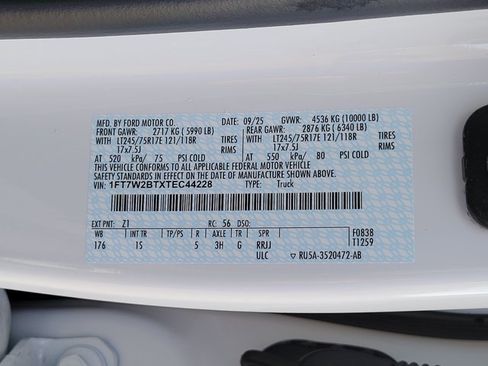 MFD. BY FORD MOTOR CO. DATE: 09/25 GVWR: 4536 KG (10000 LB)
FRONT GAWR: 2717 KG (5990 LB) REAR GAWR: 2876 KG (6340 LB)
WITH LT245/75R17E 121/118R TIRES WITH LT245/75R17E 121/118R TIRES
17x7.5J RIMS 17x7.5J RIMS
AT 520 kPa/ 75 PSI COLD AT 550 kPa/ 80 PSI COLD
THIS VEHICLE CONFORMS TO ALL APPLICABLE FEDERAL MOTOR VEHICLE
SAFETY STANDARDS IN EFFECT ON THE DATE OF MANUFACTURE SHOWN ABOVE.
VIN: 1FT7W2BTXTEC44228 TYPE: Truck
EXT PNT: Z1 RC: 56 DSO:
WB INT TR TP/PS R AXLE TR SPR F0838
176 15 5 3H G RRJJ T1259
ULC ▽ RU5A-3520472-AB